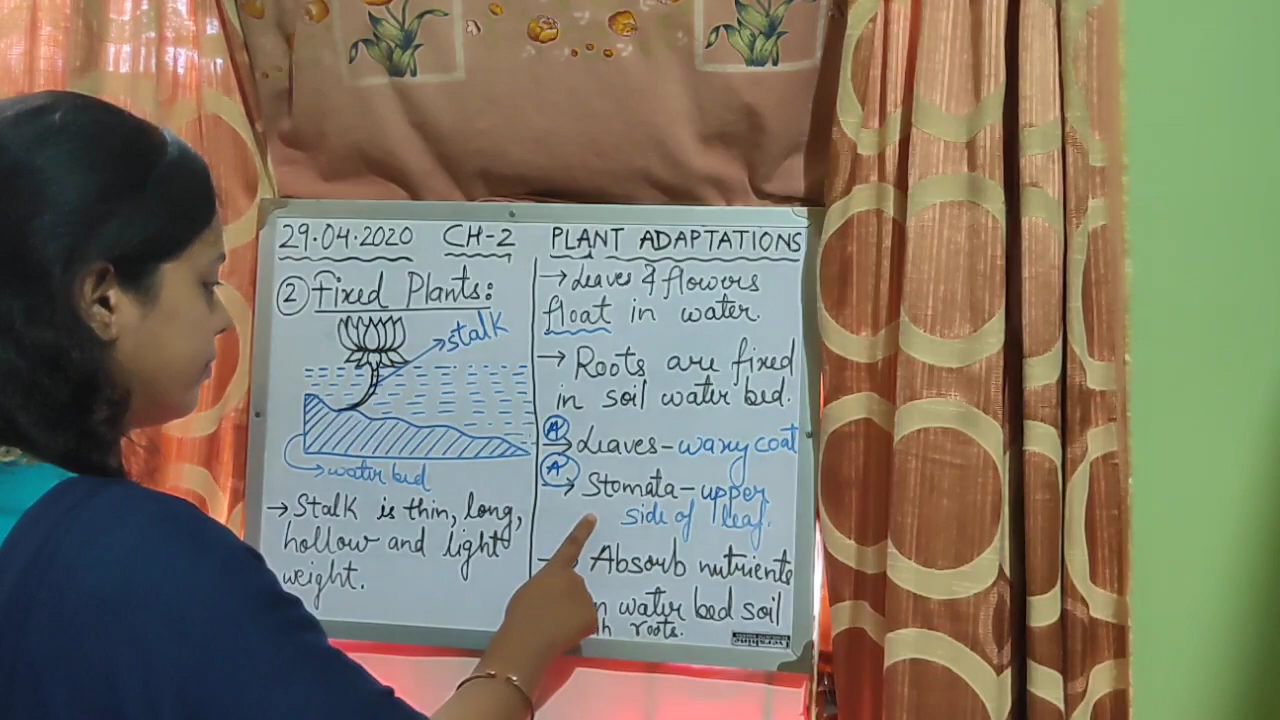 29.04.2020 CH-2 PLANT ADAPTATIONS
② Fixed Plants:
stalk
water bed
→ Stalk is thin, long,
hollow and light
weight.
→ Leaves & flowers
float in water.
→ Roots are fixed
in soil water bed.
A → Leaves - waxy coat
A → Stomata - upper
side of leaf.
Absorb nutrients
water bed soil
roots.
Evershine